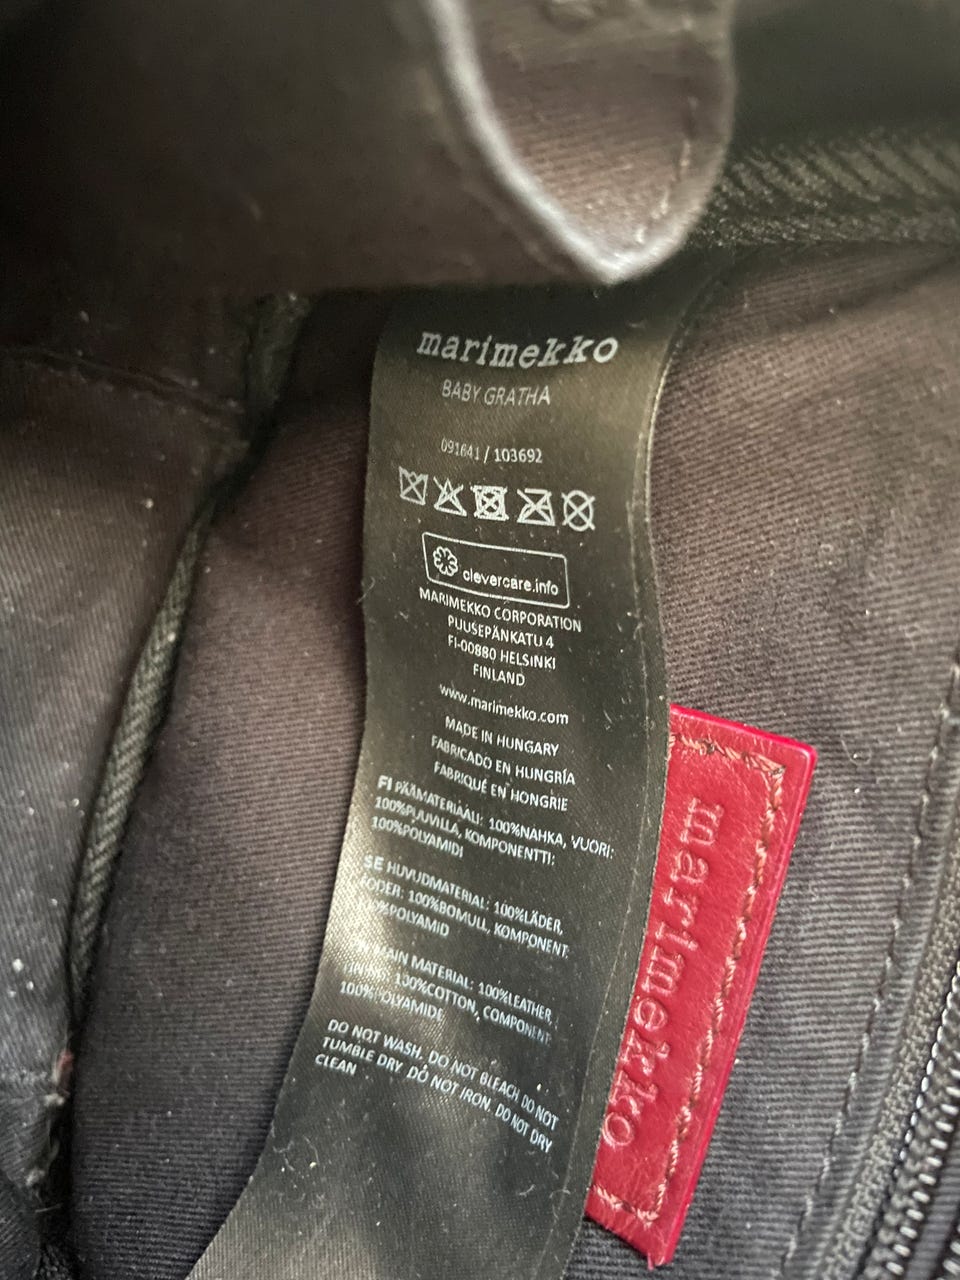 marimekko
BABY GRATHA
091641 / 103692
clevercare.info
MARIMEKKO CORPORATION
PUUSEPÄNKATU 4
FI-00880 HELSINKI
FINLAND
www.marimekko.com
MADE IN HUNGARY
FABRICADO EN HUNGRÍA
FABRIQUÉ EN HONGRIE
FI PÄÄMATERIAALI: 100%NAHKA, VUORI:
100%PUUVILLA, KOMPONENTTI:
100%POLYAMIDI
SE HUVUDMATERIAL: 100%LÄDER,
FODER: 100%BOMULL, KOMPONENT:
100%POLYAMID
MAIN MATERIAL: 100%LEATHER,
100%COTTON, COMPONENT:
100%POLYAMIDE
DO NOT WASH, DO NOT BLEACH DO NOT
TUMBLE DRY DO NOT IRON, DO NOT DRY
CLEAN
marimekko